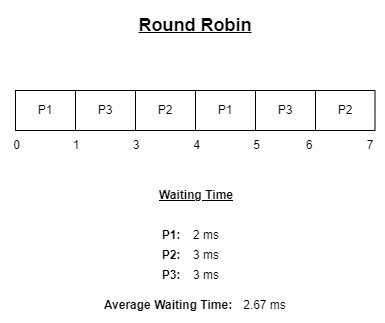 Round Robin
P1 P3 P2 P1 P3 P2
0 1 3 4 5 6 7
Waiting Time
P1: 2 ms
P2: 3 ms
P3: 3 ms
Average Waiting Time: 2.67 ms